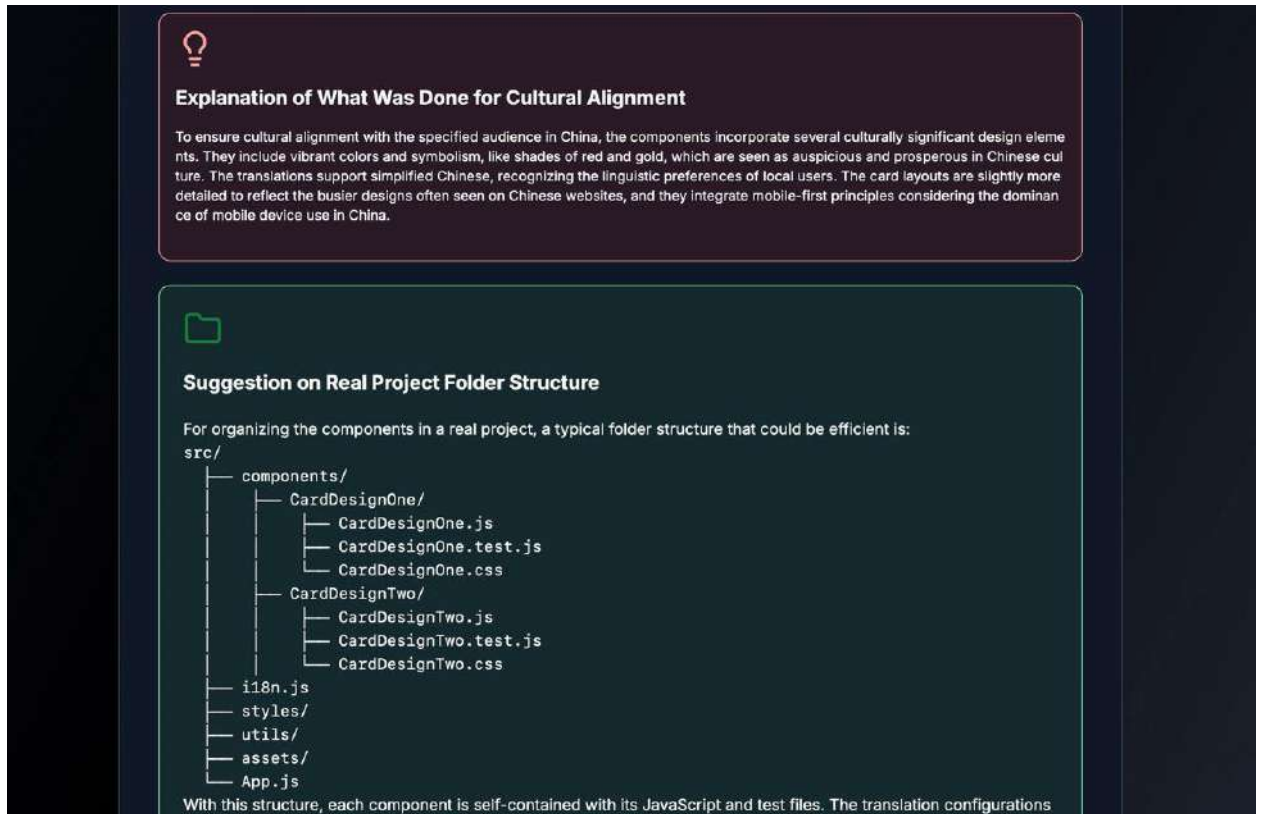 Explanation of What Was Done for Cultural Alignment
To ensure cultural alignment with the specified audience in China, the components incorporate several culturally significant design eleme
nts. They include vibrant colors and symbolism, like shades of red and gold, which are seen as auspicious and prosperous in Chinese cul
ture. The translations support simplified Chinese, recognizing the linguistic preferences of local users. The card layouts are slightly more
detailed to reflect the busier designs often seen on Chinese websites, and they integrate mobile-first principles considering the dominan
ce of mobile device use in China.
Suggestion on Real Project Folder Structure
For organizing the components in a real project, a typical folder structure that could be efficient is:
src/
├── components/
│   ├── CardDesignOne/
│   │   ├── CardDesignOne.js
│   │   ├── CardDesignOne.test.js
│   │   └── CardDesignOne.css
│   ├── CardDesignTwo/
│   │   ├── CardDesignTwo.js
│   │   ├── CardDesignTwo.test.js
│   │   └── CardDesignTwo.css
├── i18n.js
├── styles/
├── utils/
├── assets/
└── App.js
With this structure, each component is self-contained with its JavaScript and test files. The translation configurations